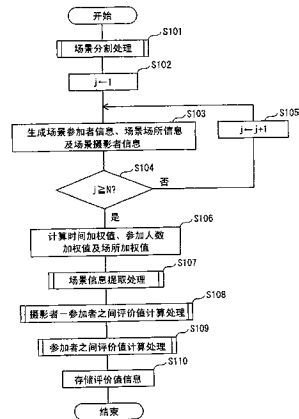 开始
S101
场景分割处理
S102
j←1
S103
生成场景参加者信息、场景场所信息
及场景摄影者信息
S105
j←j+1
S104
j≧N?
否
是
S106
计算时间加权值、参加人数
加权值及场所加权值
S107
场景信息提取处理
S108
摄影者－参加者之间评价值计算处理
S109
参加者之间评价值计算处理
S110
存储评价值信息
结束